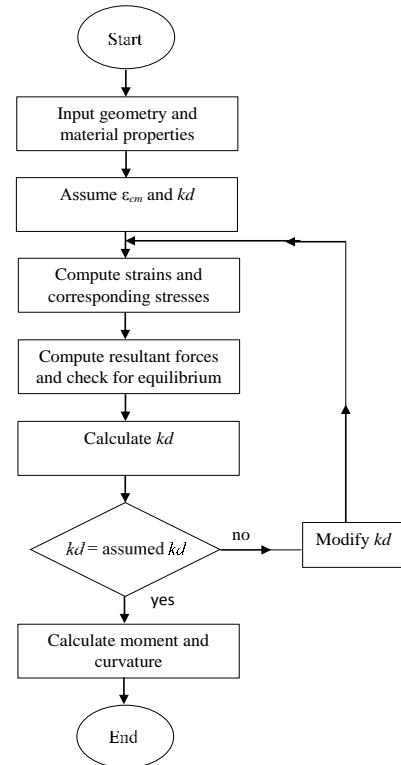 Start
Input geometry and
material properties
Assume εcm and kd
Compute strains and
corresponding stresses
Compute resultant forces
and check for equilibrium
Calculate kd
kd = assumed kd
no
Modify kd
yes
Calculate moment and
curvature
End